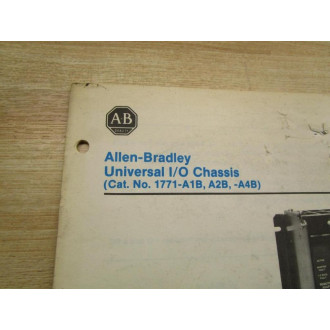 AB
Allen-Bradley
Universal I/O Chassis
(Cat. No. 1771-A1B, A2B, -A4B)